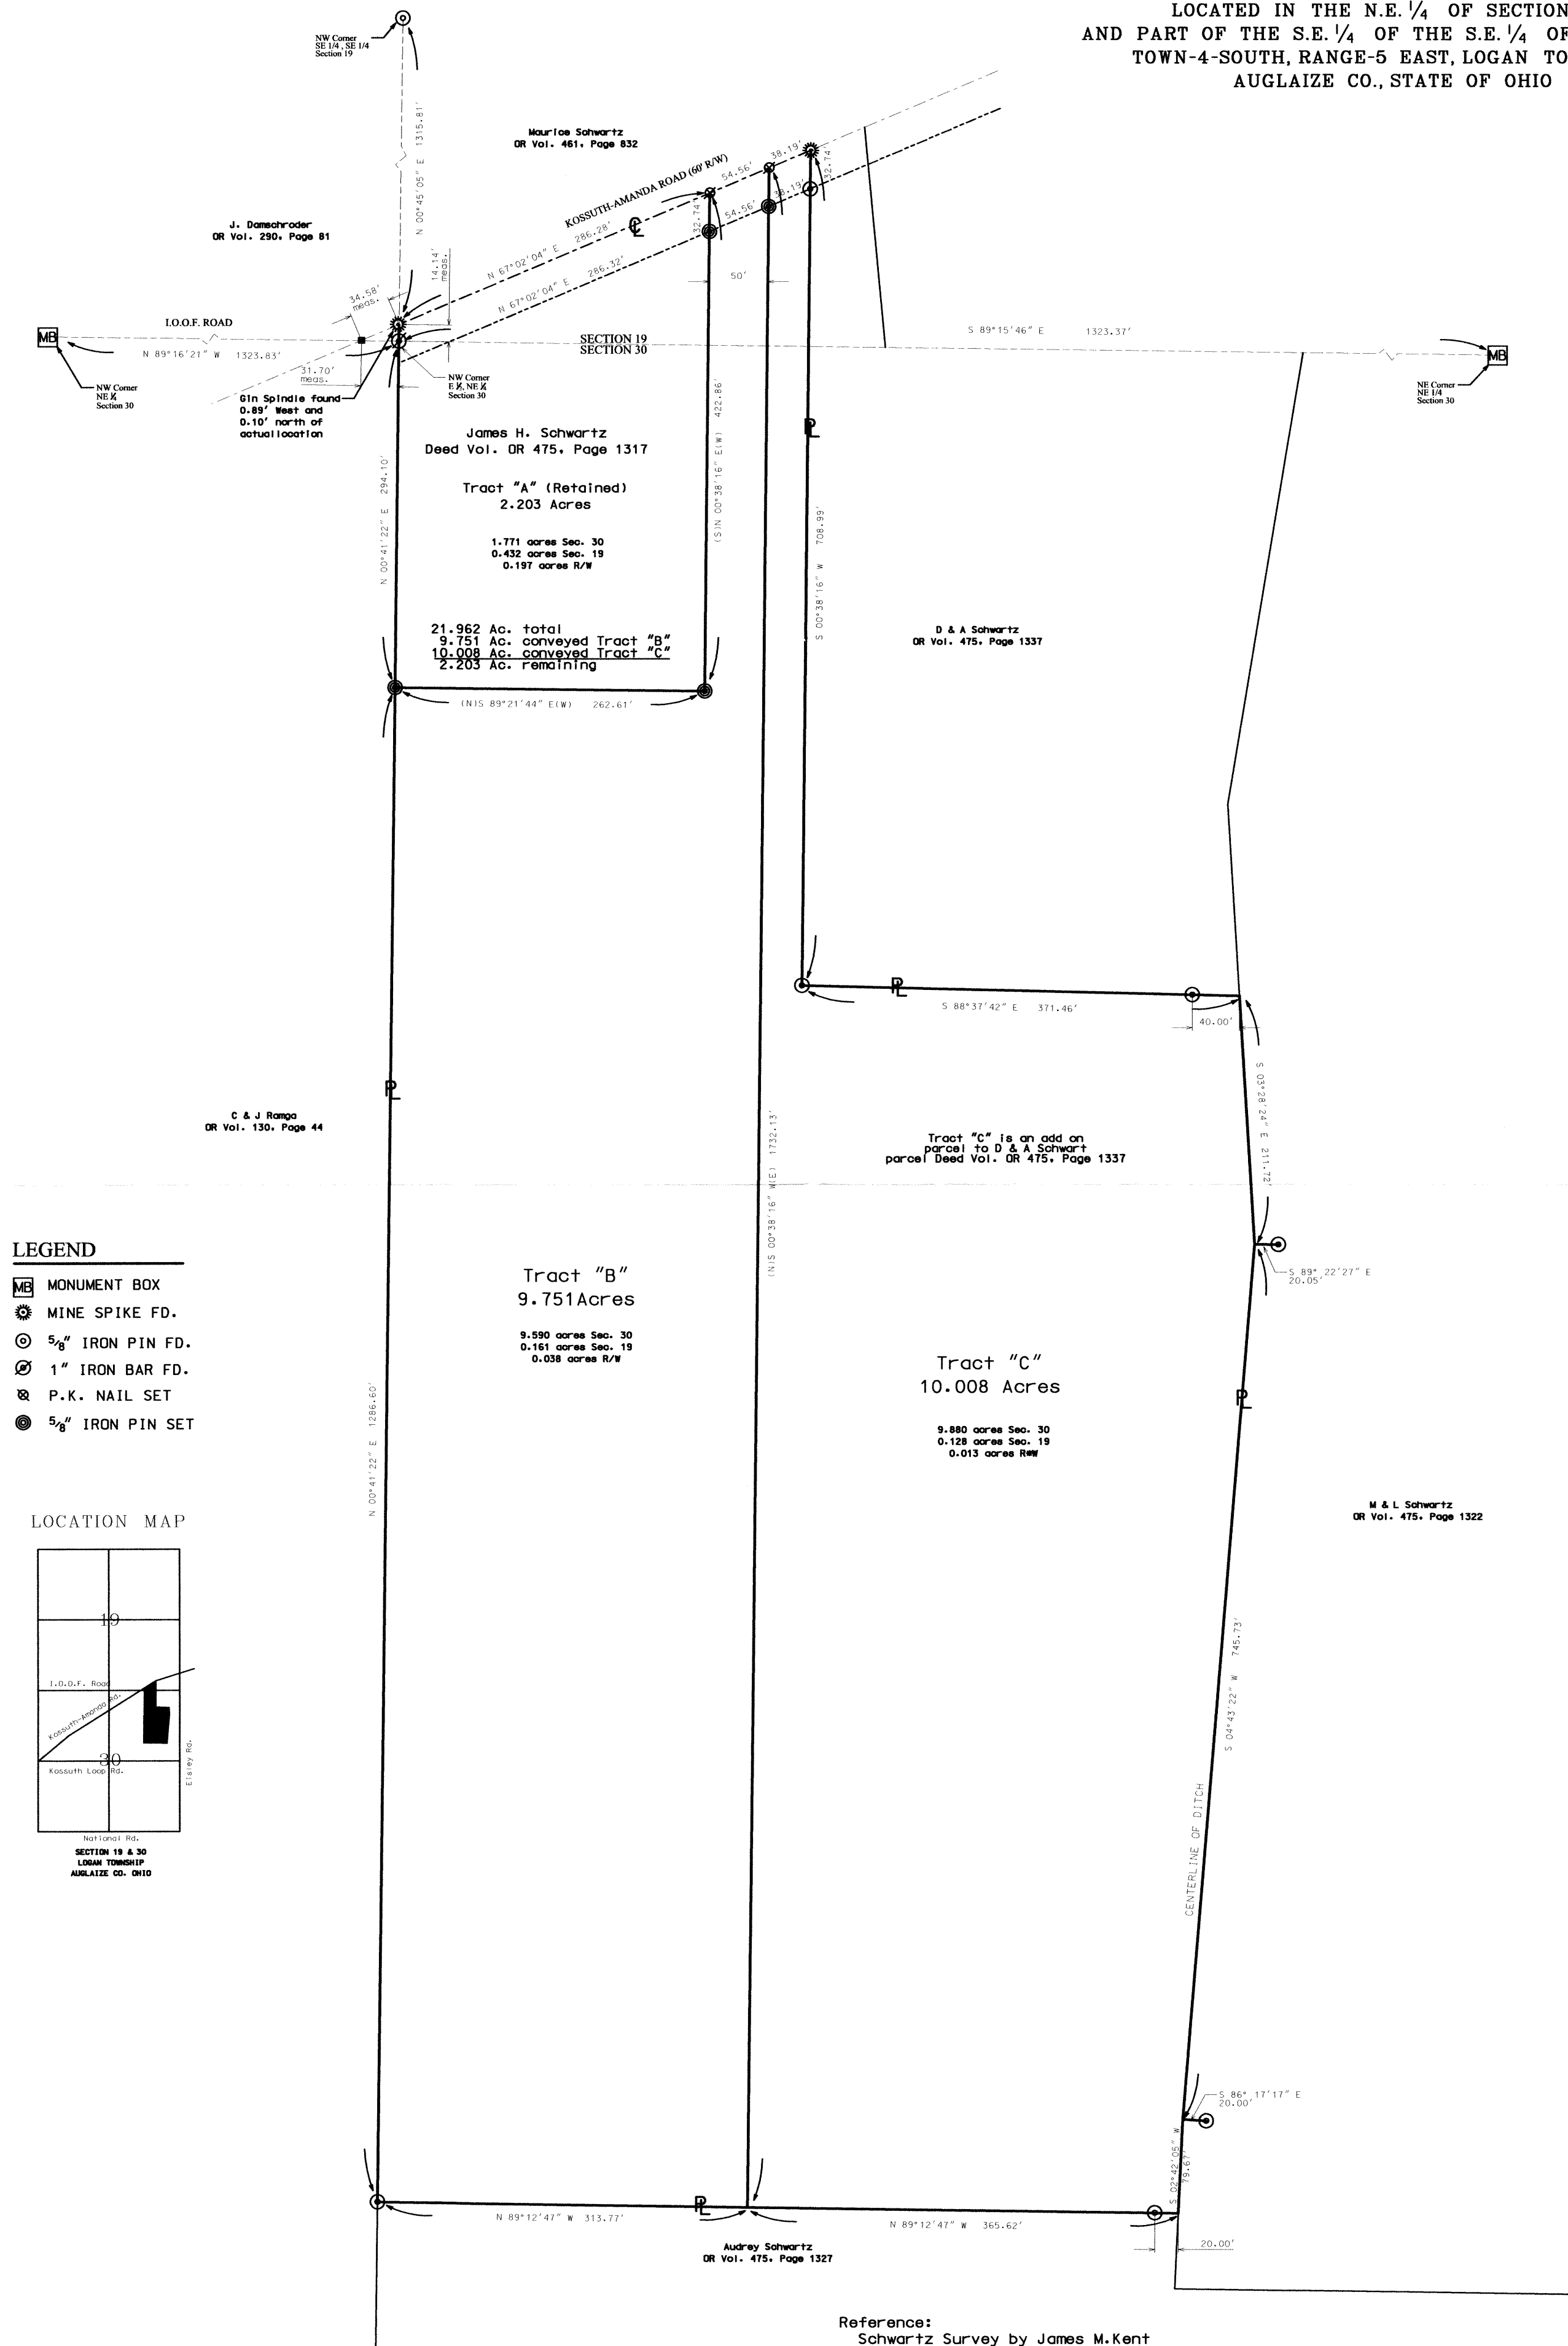 LOCATED IN THE N.E. 1/4 OF SECTION
AND PART OF THE S.E. 1/4 OF THE S.E. 1/4 OF
TOWN-4-SOUTH, RANGE-5 EAST, LOGAN TO
AUGLAIZE CO., STATE OF OHIO
NW Corner
SE 1/4 , SE 1/4
Section 19
N 00°45'05" E 1315.81'
Maurice Schwartz
OR Vol. 461, Page 832
J. Damschroder
OR Vol. 290, Page 81
KOSSUTH-AMANDA ROAD (60' R/W)
54.56'
38.19'
32.74'
32.74'
54.56'
38.19'
N 67°02'04" E 286.28'
CL
N 67°02'04" E 286.32'
50'
14.14'
meas.
34.58'
meas.
I.O.O.F. ROAD
MB
N 89°16'21" W 1323.83'
SECTION 19
SECTION 30
S 89°15'46" E 1323.37'
MB
31.70'
meas.
NW Corner
NE ¼
Section 30
NW Corner
E ½, NE ¼
Section 30
NE Corner
NE 1/4
Section 30
Gin Spindle found
0.89' West and
0.10' north of
actual location
James H. Schwartz
Deed Vol. OR 475, Page 1317
Tract "A" (Retained)
2.203 Acres
1.771 acres Sec. 30
0.432 acres Sec. 19
0.197 acres R/W
N 00°41'22" E 294.10'
(S)N 00°38'16" E(W) 422.86'
PL
S 00°38'16" W 708.99'
21.962 Ac. total
9.751 Ac. conveyed Tract "B"
10.008 Ac. conveyed Tract "C"
2.203 Ac. remaining
(N)S 89°21'44" E(W) 262.61'
D & A Schwartz
OR Vol. 475, Page 1337
PL
S 88°37'42" E 371.46'
40.00'
S 03°28'24" E 211.72'
PL
C & J Ramga
OR Vol. 130, Page 44
Tract "C" is an add on
parcel to D & A Schwart
parcel Deed Vol. OR 475, Page 1337
(N)S 00°38'16" W(E) 1732.13'
S 89° 22'27" E
20.05'
LEGEND
MB MONUMENT BOX
MINE SPIKE FD.
5/8" IRON PIN FD.
1" IRON BAR FD.
P.K. NAIL SET
5/8" IRON PIN SET
Tract "B"
9.751Acres
9.590 acres Sec. 30
0.161 acres Sec. 19
0.038 acres R/W
Tract "C"
10.008 Acres
9.880 acres Sec. 30
0.128 acres Sec. 19
0.013 acres R*W
PL
N 00°41'22" E 1286.60'
M & L Schwartz
OR Vol. 475, Page 1322
S 04°43'22" W 745.73'
CENTERLINE OF DITCH
LOCATION MAP
19
I.O.O.F. Road
Kossuth-Amanda Rd.
30
Kossuth Loop Rd.
Elsley Rd.
National Rd.
SECTION 19 & 30
LOGAN TOWNSHIP
AUGLAIZE CO. OHIO
S 86° 17'17" E
20.00'
S 02°42'05" W
79.67'
PL
N 89°12'47" W 313.77'
N 89°12'47" W 365.62'
20.00'
Audrey Schwartz
OR Vol. 475, Page 1327
Reference:
Schwartz Survey by James M.Kent